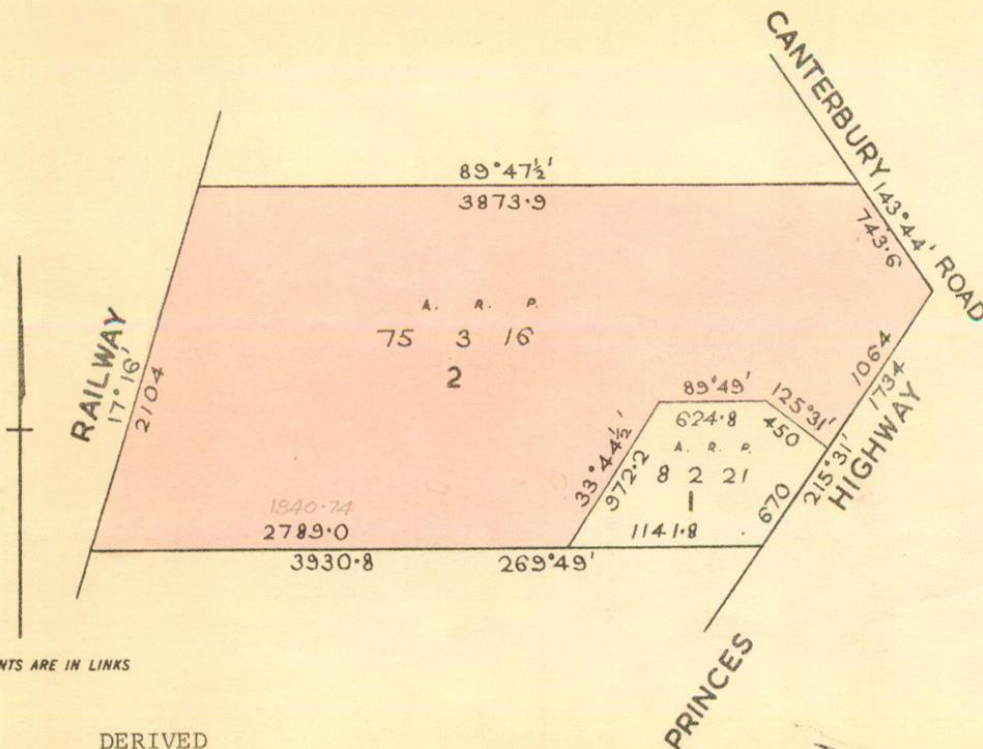 CANTERBURY 143°44' ROAD
743.6
89°47½'
3873.9
A. R. P.
75 3 16
2
RAILWAY
17°16'
2104
1064
1734
215°31'
HIGHWAY
89°49'
125°31'
624.8
450
A. R. P.
8 2 21
1
33°44½'
972.2
670
1141.8
1840.74
2789.0
3930.8 269°49'
PRINCES
NTS ARE IN LINKS
DERIVED